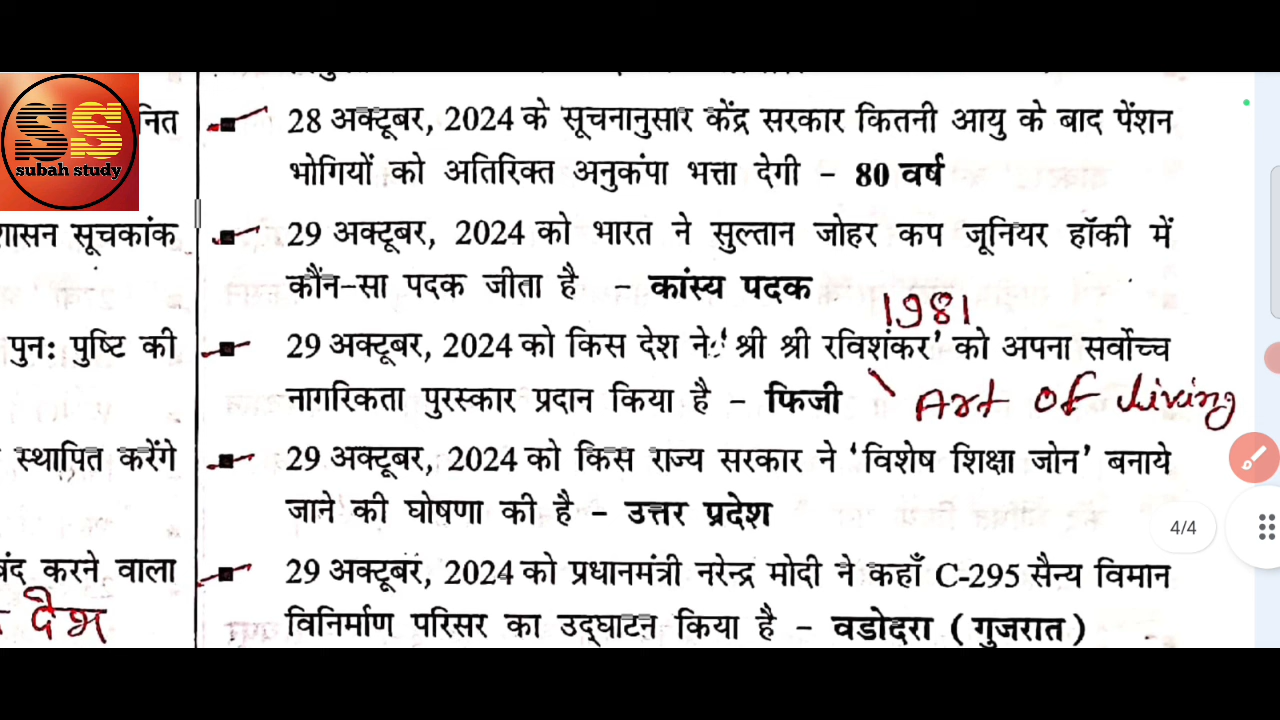 SS
subah study
नित
28 अक्टूबर, 2024 के सूचनानुसार केंद्र सरकार कितनी आयु के बाद पेंशन
भोगियों को अतिरिक्त अनुकंपा भत्ता देगी – 80 वर्ष
शासन सूचकांक
29 अक्टूबर, 2024 को भारत ने सुल्तान जोहर कप जूनियर हॉकी में
कौन-सा पदक जीता है – कांस्य पदक
1981
पुन: पुष्टि की
29 अक्टूबर, 2024 को किस देश ने 'श्री श्री रविशंकर' को अपना सर्वोच्च
नागरिकता पुरस्कार प्रदान किया है – फिजी
Art of living
स्थापित करेंगे
29 अक्टूबर, 2024 को किस राज्य सरकार ने 'विशेष शिक्षा जोन' बनाये
जाने की घोषणा की है – उत्तर प्रदेश
4/4
बंद करने वाला
देश
29 अक्टूबर, 2024 को प्रधानमंत्री नरेन्द्र मोदी ने कहाँ C-295 सैन्य विमान
विनिर्माण परिसर का उद्घाटन किया है – वडोदरा (गुजरात)